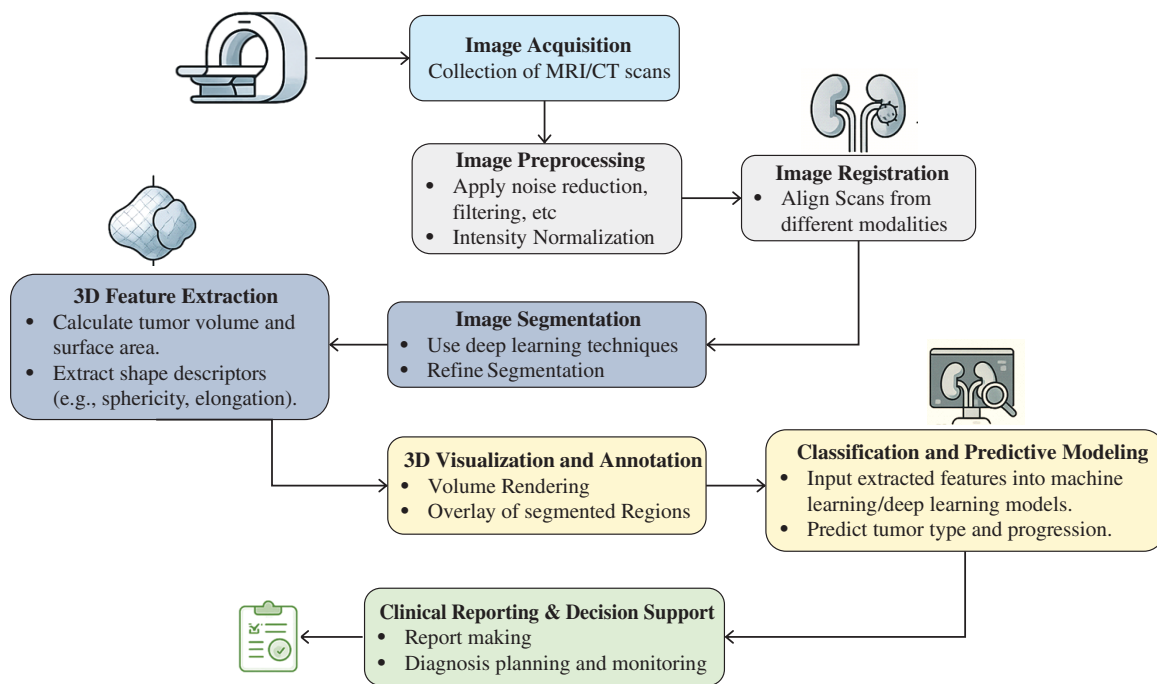 Image Acquisition
Collection of MRI/CT scans
Image Preprocessing
• Apply noise reduction,
filtering, etc
• Intensity Normalization
Image Registration
• Align Scans from
different modalities
Image Segmentation
• Use deep learning techniques
• Refine Segmentation
3D Feature Extraction
• Calculate tumor volume and
surface area.
• Extract shape descriptors
(e.g., sphericity, elongation).
3D Visualization and Annotation
• Volume Rendering
• Overlay of segmented Regions
Classification and Predictive Modeling
• Input extracted features into machine
learning/deep learning models.
• Predict tumor type and progression.
Clinical Reporting & Decision Support
• Report making
• Diagnosis planning and monitoring